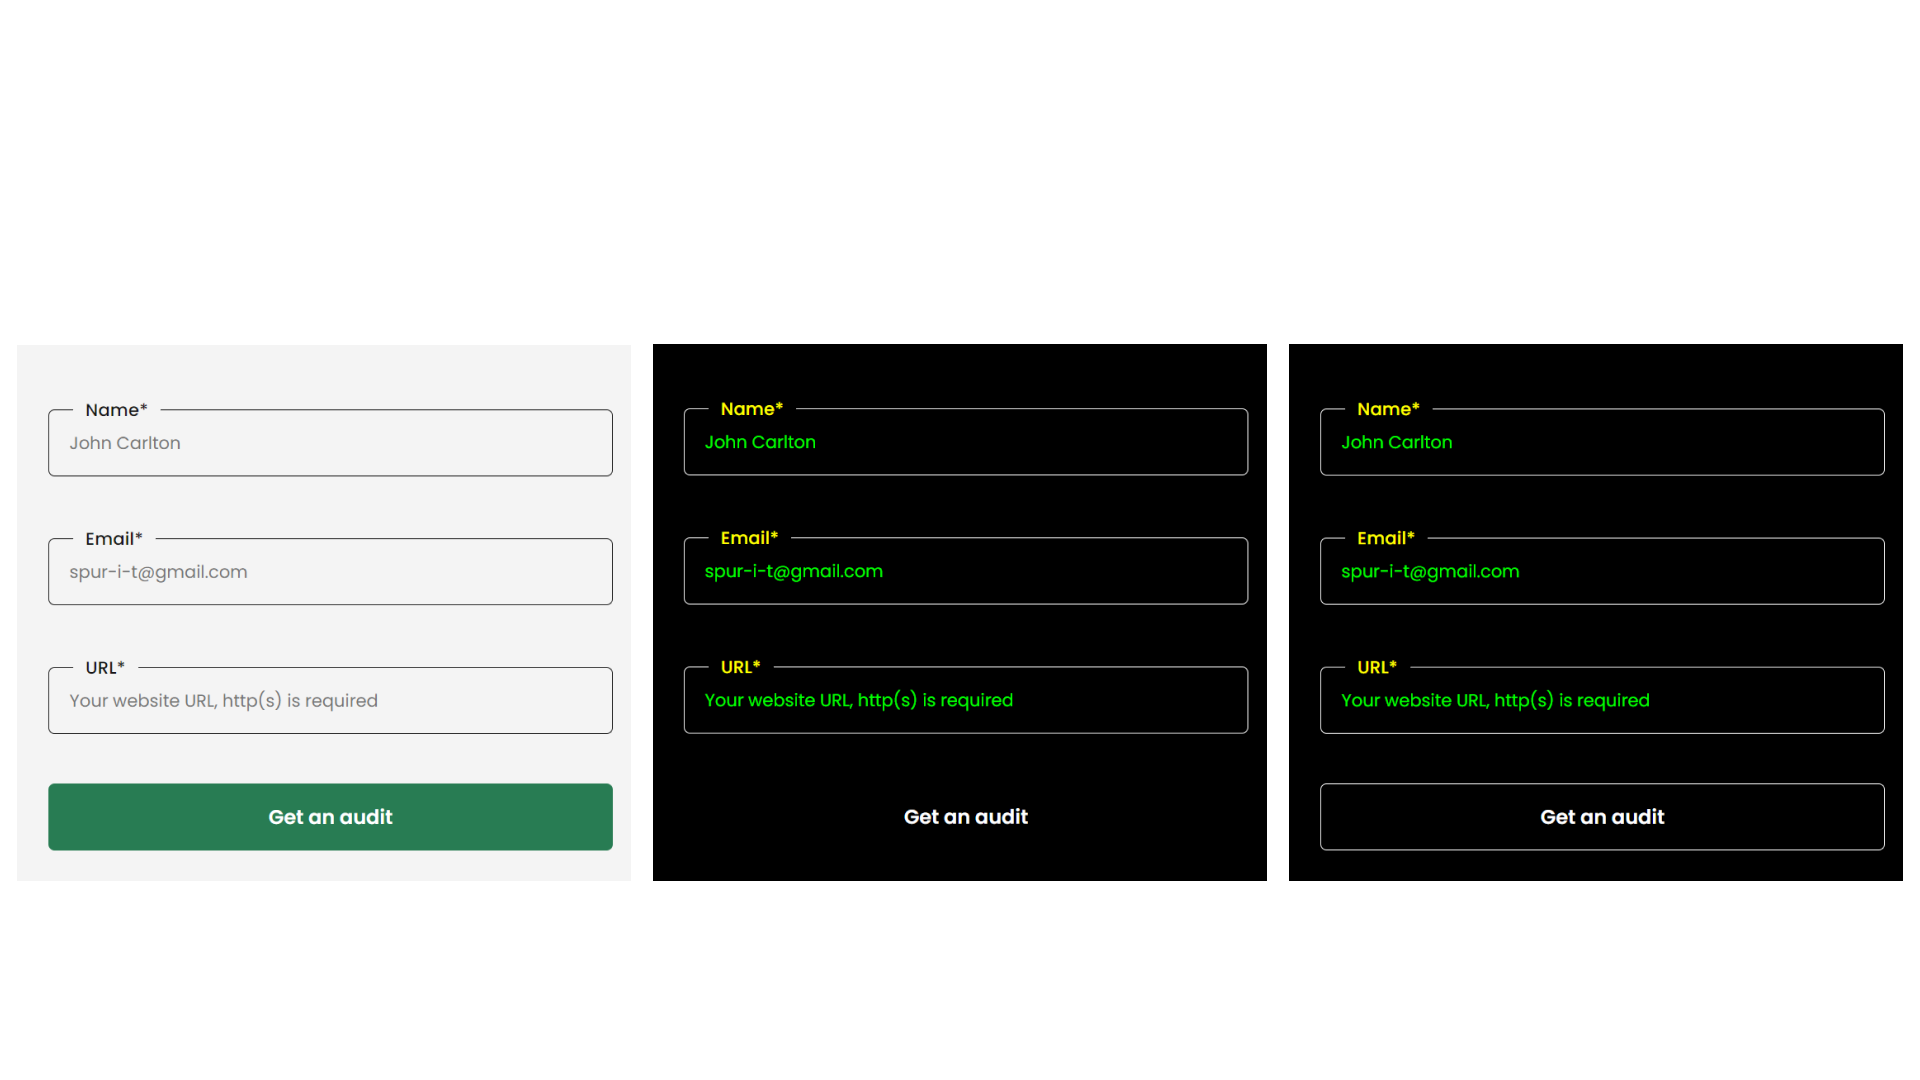 Name*
John Carlton
Email*
spur-i-t@gmail.com
URL*
Your website URL, http(s) is required
Get an audit
Name*
John Carlton
Email*
spur-i-t@gmail.com
URL*
Your website URL, http(s) is required
Get an audit
Name*
John Carlton
Email*
spur-i-t@gmail.com
URL*
Your website URL, http(s) is required
Get an audit